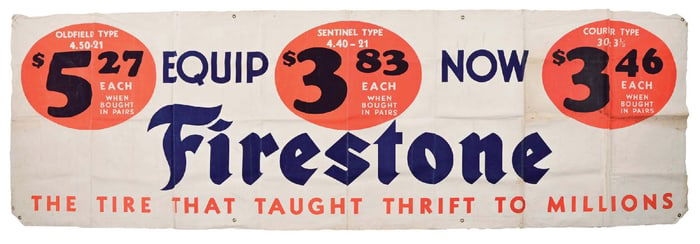 OLDFIELD TYPE
4.50-21
$5.27
EACH
WHEN
BOUGHT
IN PAIRS
EQUIP
SENTINEL TYPE
4.40-21
$3.83
EACH
WHEN
BOUGHT
IN PAIRS
NOW
COURIER TYPE
30.3½
$3.46
EACH
WHEN
BOUGHT
IN PAIRS
Firestone
THE TIRE THAT TAUGHT THRIFT TO MILLIONS